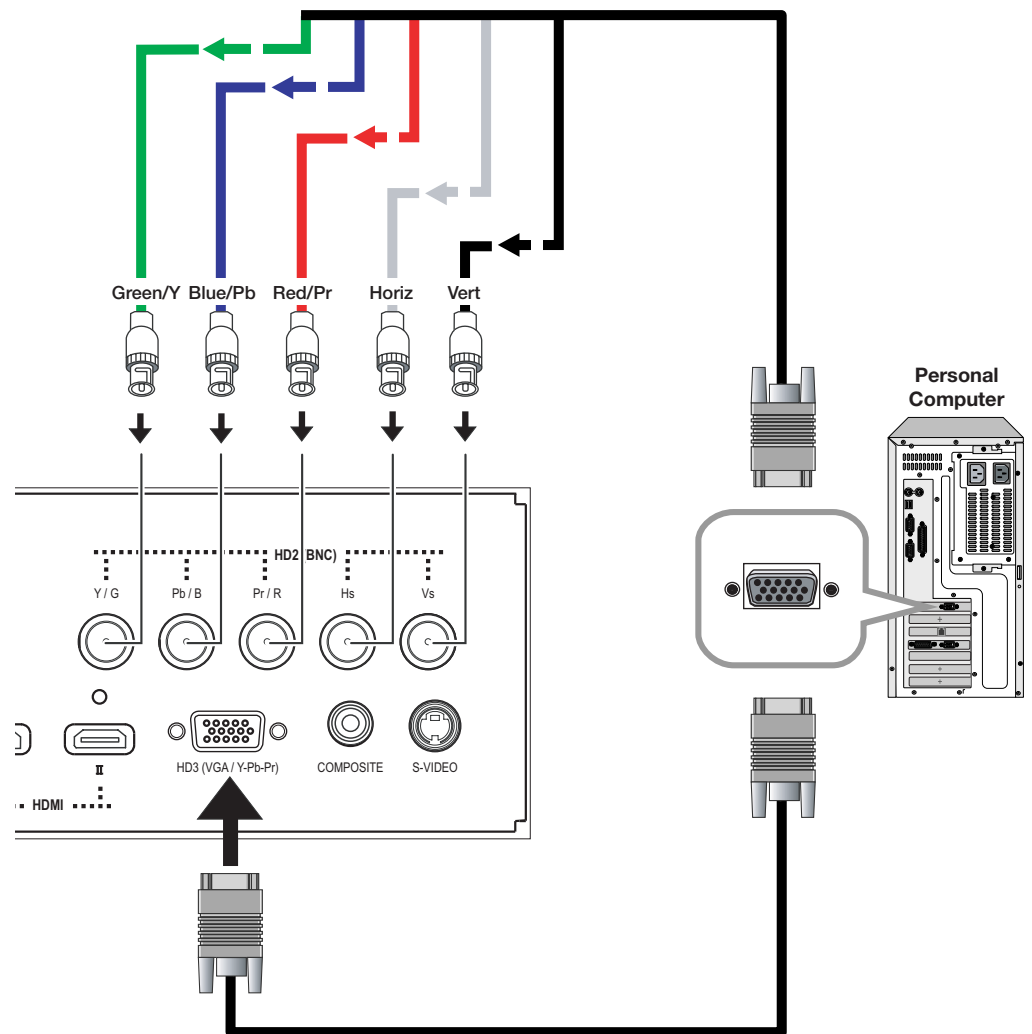 Green/Y Blue/Pb Red/Pr Horiz Vert
Personal
Computer
HD2 (BNC)
Y / G Pb / B Pr / R Hs Vs
HD3 (VGA / Y-Pb-Pr) COMPOSITE S-VIDEO
II
HDMI